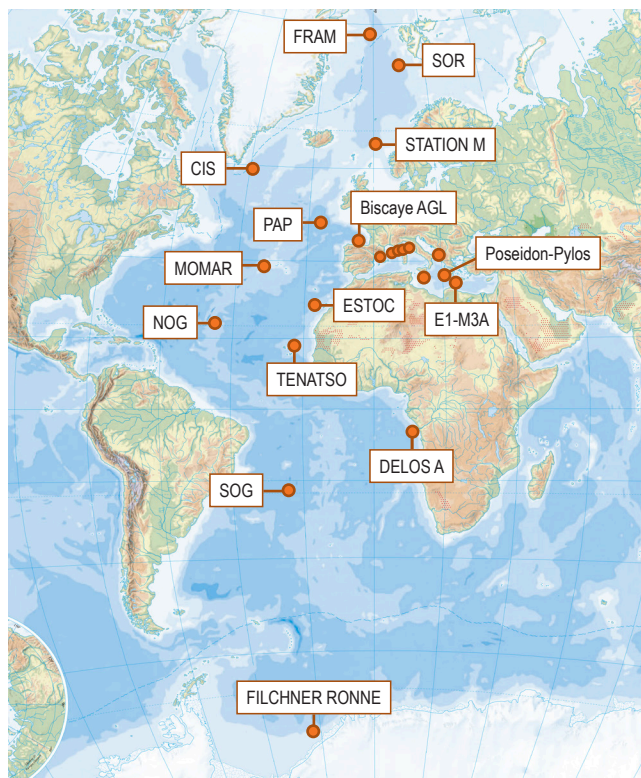 FRAM
SOR
STATION M
CIS
Biscaye AGL
PAP
Poseidon-Pylos
MOMAR
ESTOC
E1-M3A
NOG
TENATSO
DELOS A
SOG
FILCHNER RONNE